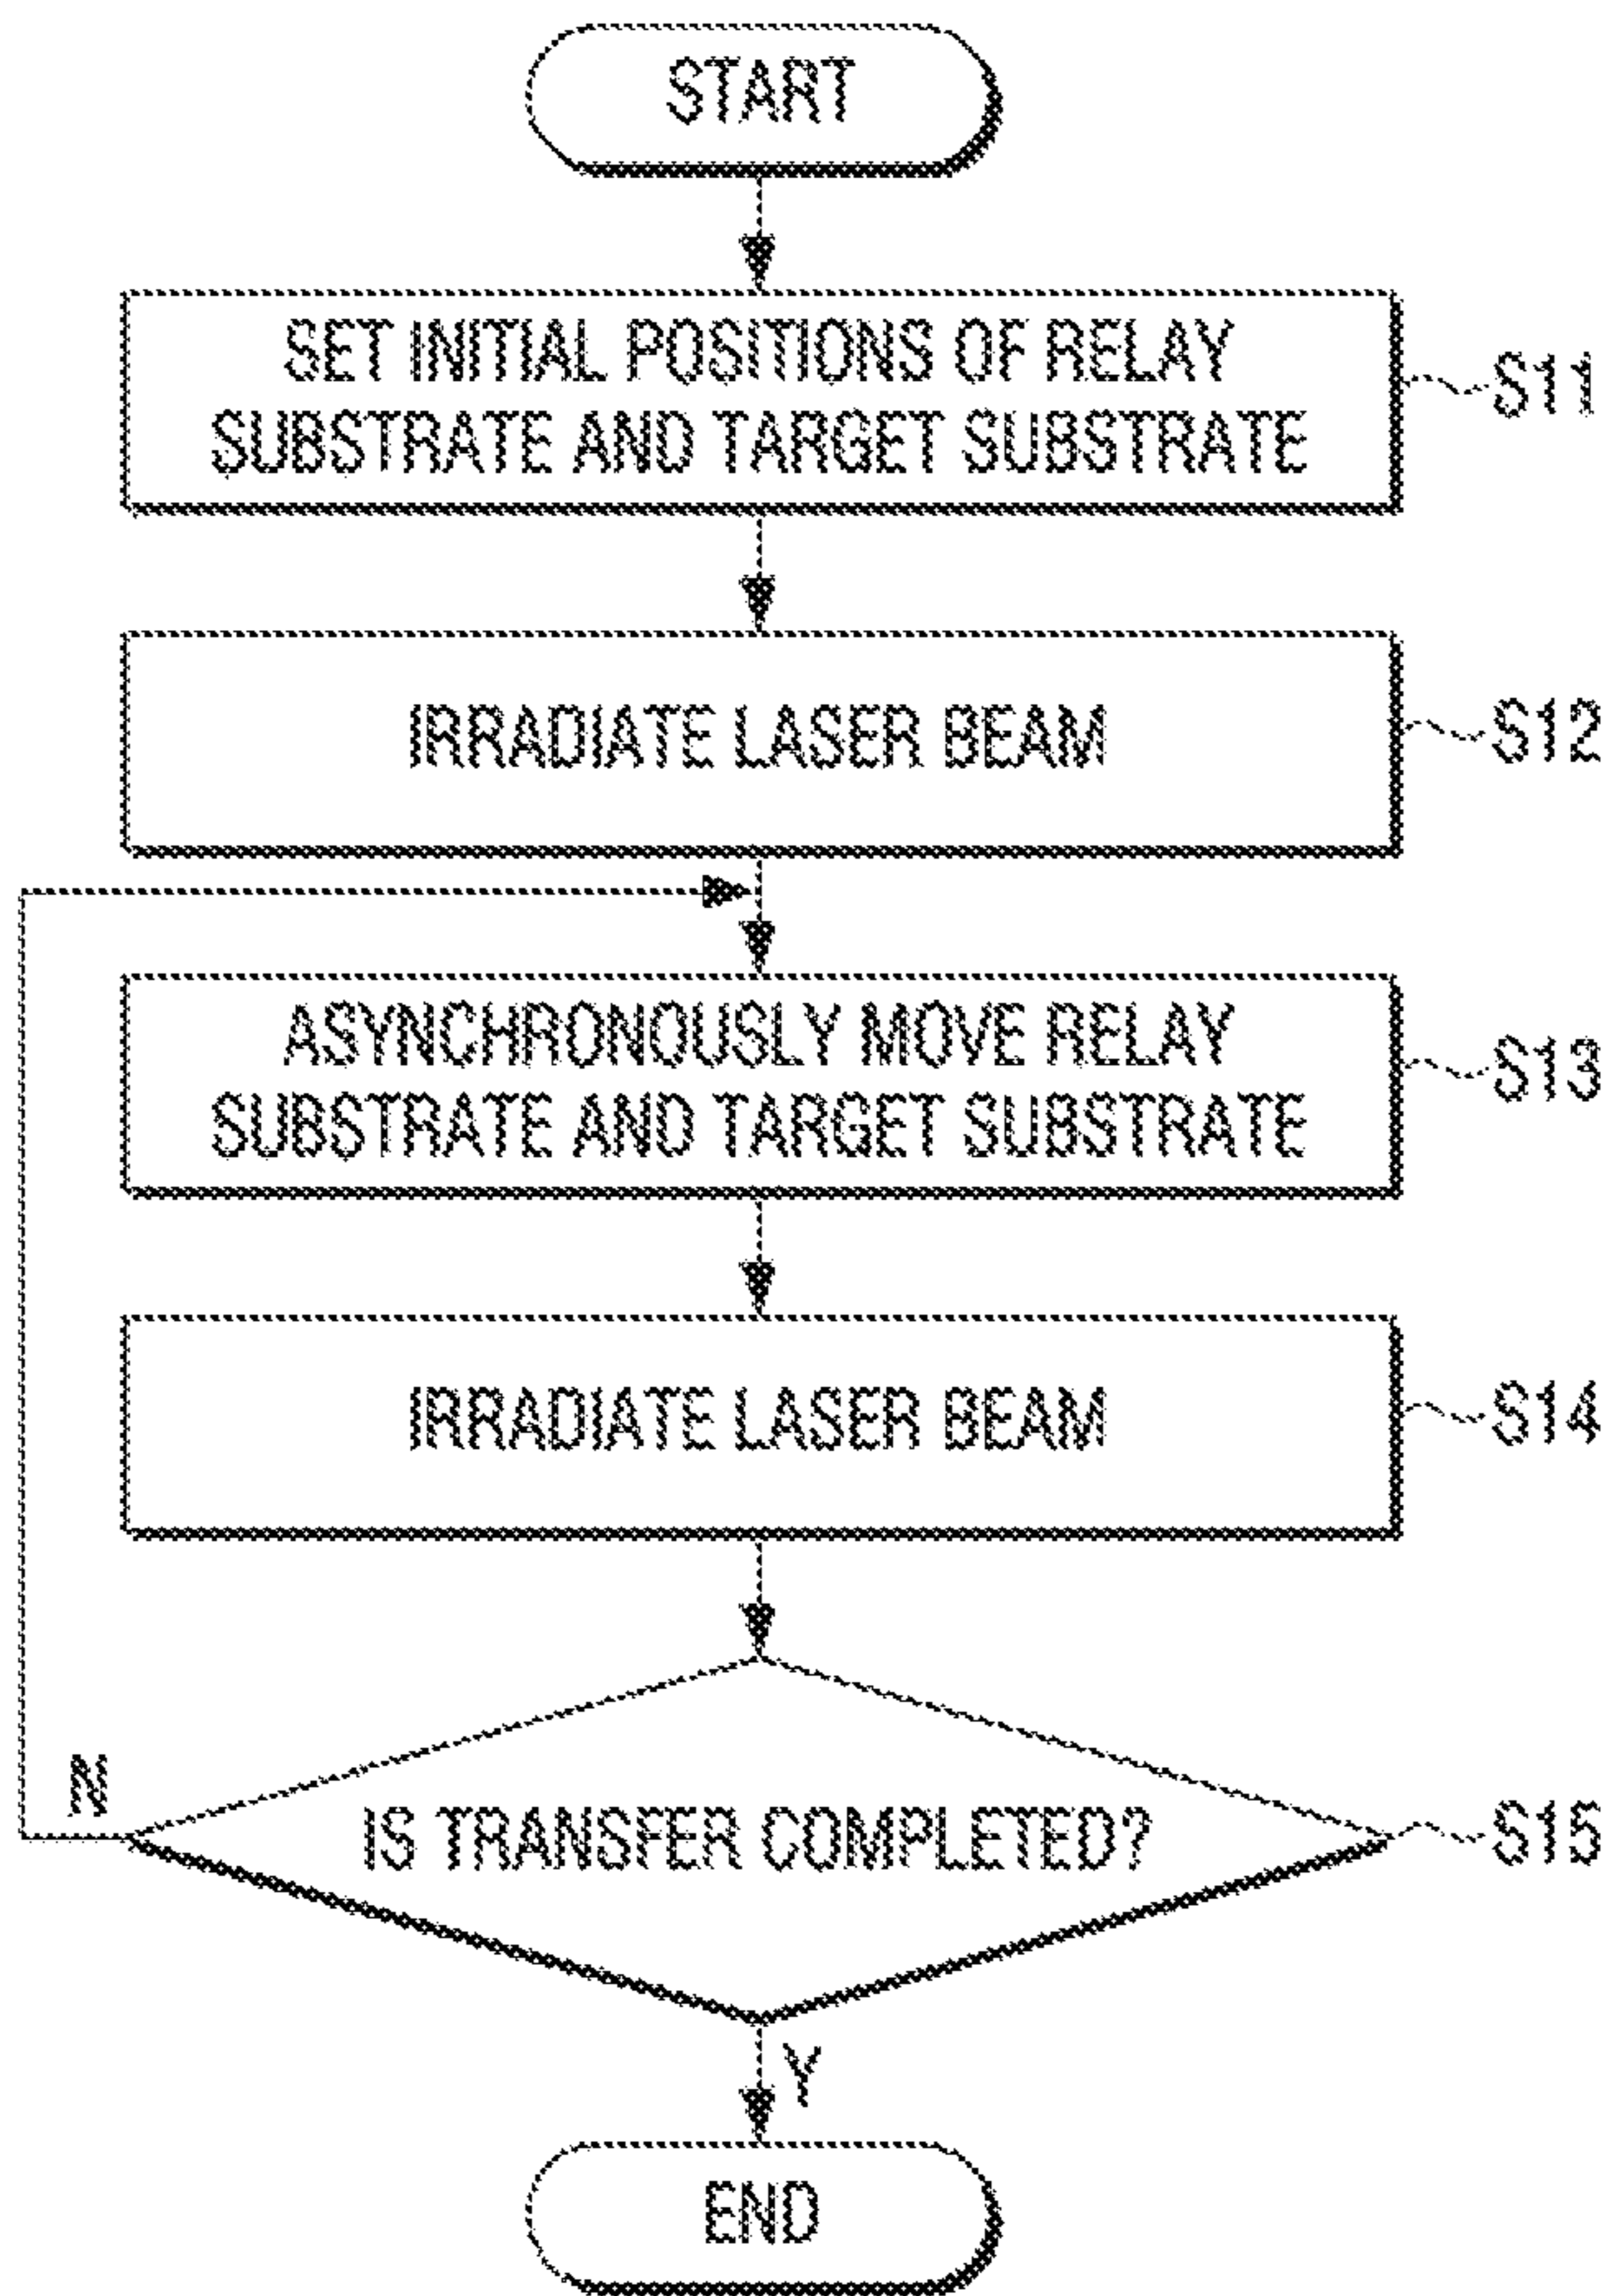 START
SET INITIAL POSITIONS OF RELAY
SUBSTRATE AND TARGET SUBSTRATE
S11
IRRADIATE LASER BEAM
S12
ASYNCHRONOUSLY MOVE RELAY
SUBSTRATE AND TARGET SUBSTRATE
S13
IRRADIATE LASER BEAM
S14
N
IS TRANSFER COMPLETED?
S15
Y
END